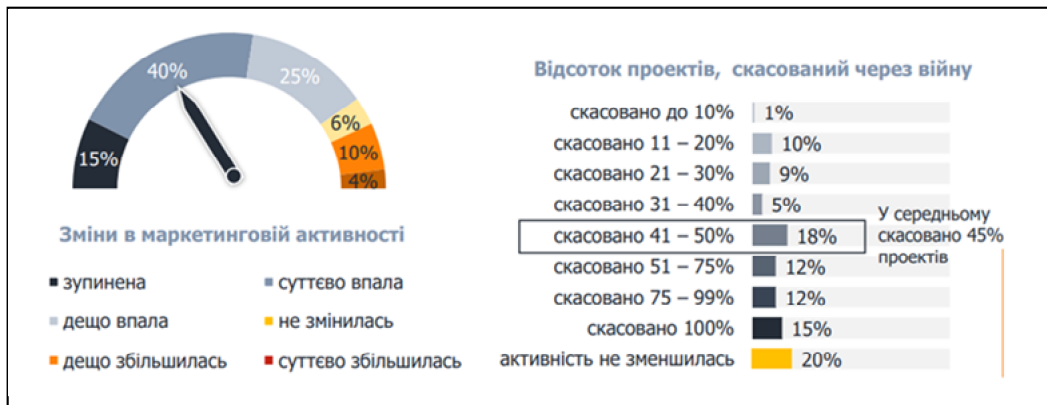 40%
25%
15%
6%
10%
4%
Зміни в маркетинговій активності
зупинена
суттєво впала
дещо впала
не змінилась
дещо збільшилась
суттєво збільшилась
Відсоток проектів, скасований через війну
скасовано до 10% 1%
скасовано 11 – 20% 10%
скасовано 21 – 30% 9%
скасовано 31 – 40% 5%
скасовано 41 – 50% 18%
скасовано 51 – 75% 12%
скасовано 75 – 99% 12%
скасовано 100% 15%
активність не зменшилась 20%
У середньому
скасовано 45%
проектів